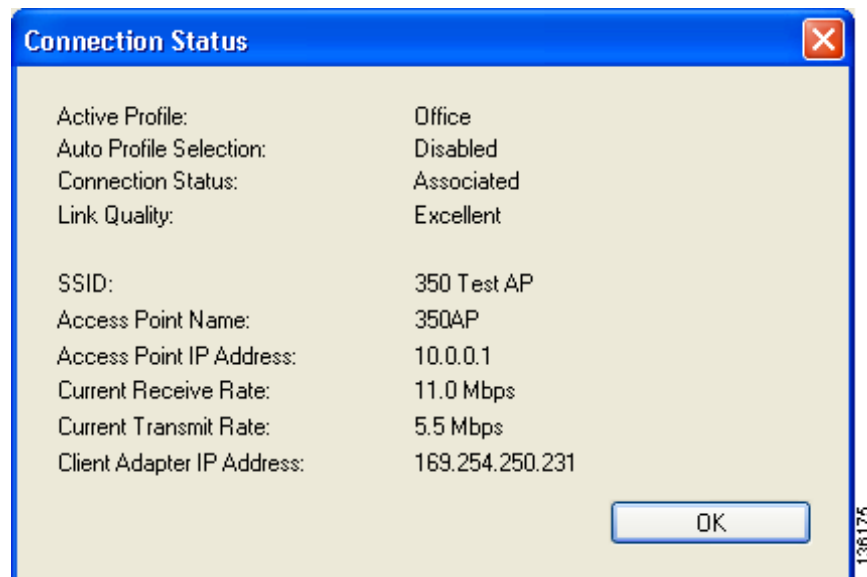 Connection Status
Active Profile: Office
Auto Profile Selection: Disabled
Connection Status: Associated
Link Quality: Excellent
SSID: 350 Test AP
Access Point Name: 350AP
Access Point IP Address: 10.0.0.1
Current Receive Rate: 11.0 Mbps
Current Transmit Rate: 5.5 Mbps
Client Adapter IP Address: 169.254.250.231
OK
136175